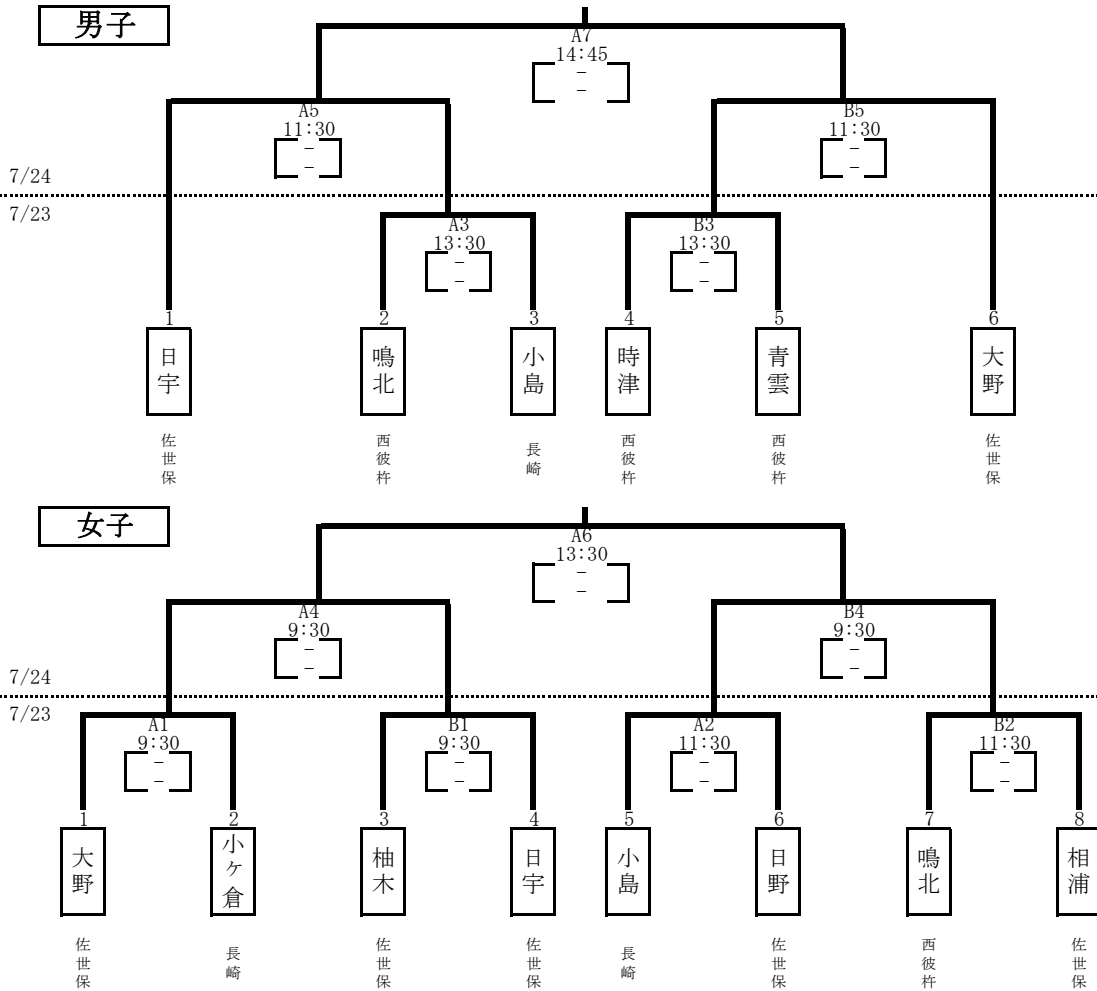 男子
A7
14:45
-
-
A5
11:30
-
-
B5
11:30
-
-
7/24
7/23
A3
13:30
-
-
B3
13:30
-
-
1
2
3
4
5
6
日宇
鳴北
小島
時津
青雲
大野
佐世保
西彼杵
長崎
西彼杵
西彼杵
佐世保
女子
A6
13:30
-
-
A4
9:30
-
-
B4
9:30
-
-
7/24
7/23
A1
9:30
-
-
B1
9:30
-
-
A2
11:30
-
-
B2
11:30
-
-
1
2
3
4
5
6
7
8
大野
小ケ倉
柚木
日宇
小島
日野
鳴北
相浦
佐世保
長崎
佐世保
佐世保
長崎
佐世保
西彼杵
佐世保